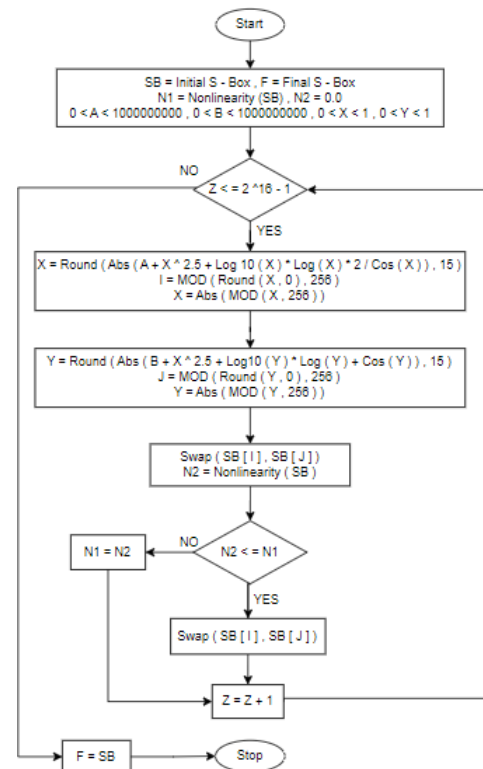 Start
SB = Initial S - Box , F = Final S - Box
N1 = Nonlinearity (SB) , N2 = 0.0
0 < A < 1000000000 , 0 < B < 1000000000 , 0 < X < 1 , 0 < Y < 1
NO
Z < = 2 ^16 - 1
YES
X = Round ( Abs ( A + X ^ 2.5 + Log 10 ( X ) * Log ( X ) * 2 / Cos ( X ) ) , 15 )
I = MOD ( Round ( X , 0 ) , 256 )
X = Abs ( MOD ( X , 256 ) )
Y = Round ( Abs ( B + X ^ 2.5 + Log10 ( Y ) * Log ( Y ) + Cos ( Y ) ) , 15 )
J = MOD ( Round ( Y , 0 ) , 256 )
Y = Abs ( MOD ( Y , 256 ) )
Swap ( SB [ I ] , SB [ J ] )
N2 = Nonlinearity ( SB )
N1 = N2
NO
N2 < = N1
YES
Swap ( SB [ I ] , SB [ J ] )
Z = Z + 1
F = SB
Stop